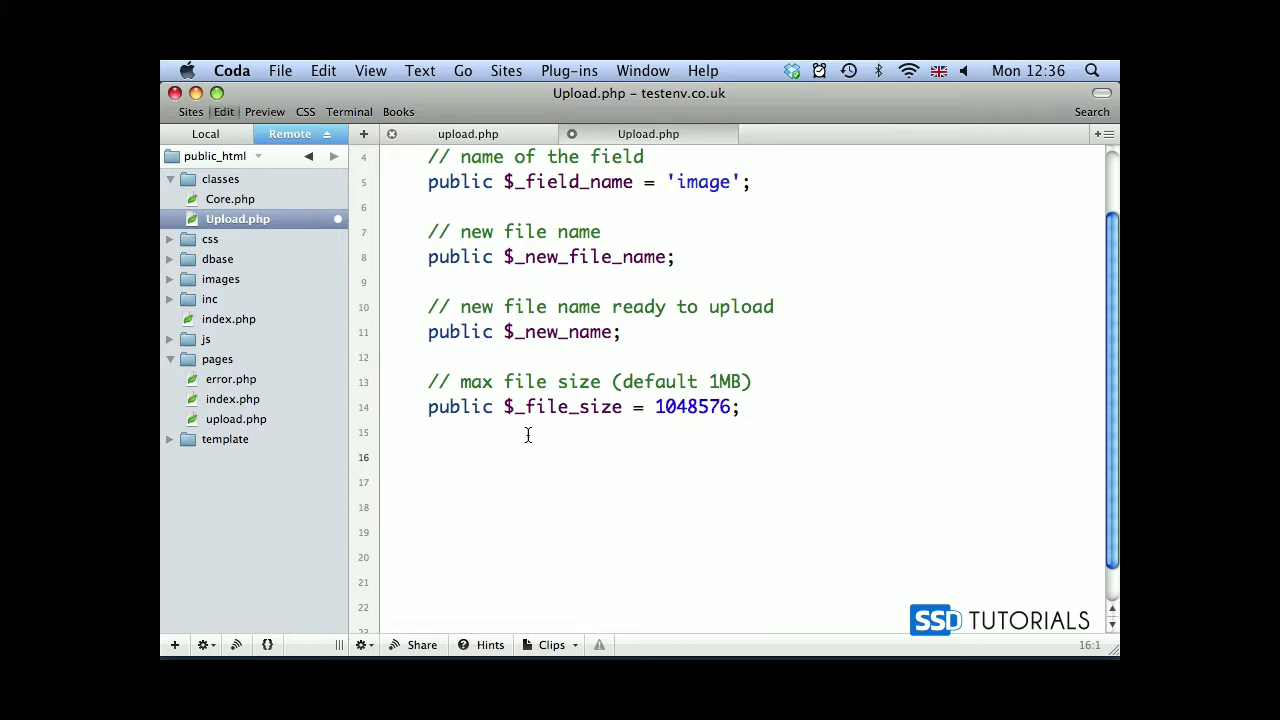 Coda File Edit View Text Go Sites Plug-ins Window Help Mon 12:36
Upload.php – testenv.co.uk
Sites Edit Preview CSS Terminal Books Search
Local Remote + upload.php Upload.php
public_html
classes
Core.php
Upload.php
css
dbase
images
inc
index.php
js
pages
error.php
index.php
upload.php
template
4 // name of the field
5 public $_field_name = 'image';
6
7 // new file name
8 public $_new_file_name;
9
10 // new file name ready to upload
11 public $_new_name;
12
13 // max file size (default 1MB)
14 public $_file_size = 1048576;
15
16
17
18
19
20
21
22
23
SSD TUTORIALS
Share Hints Clips 16:1